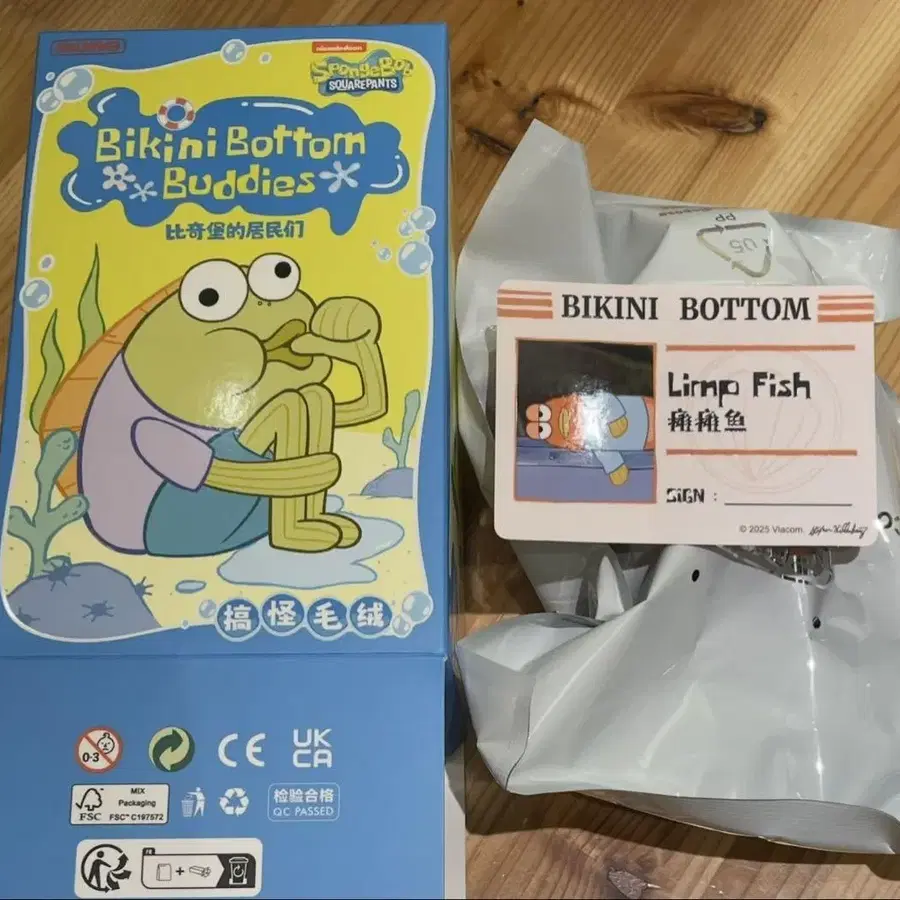 nickelodeon
SpongeBob
SQUAREPANTS
Bikini Bottom
Buddies
比奇堡的居民们
搞怪毛绒
0-3
CE
UK
CA
FSC
MIX
Packaging
FSC™ C197572
检验合格
QC PASSED
FR
PP
05
BIKINI BOTTOM
Limp Fish
瘫瘫鱼
SIGN :
© 2025 Viacom.